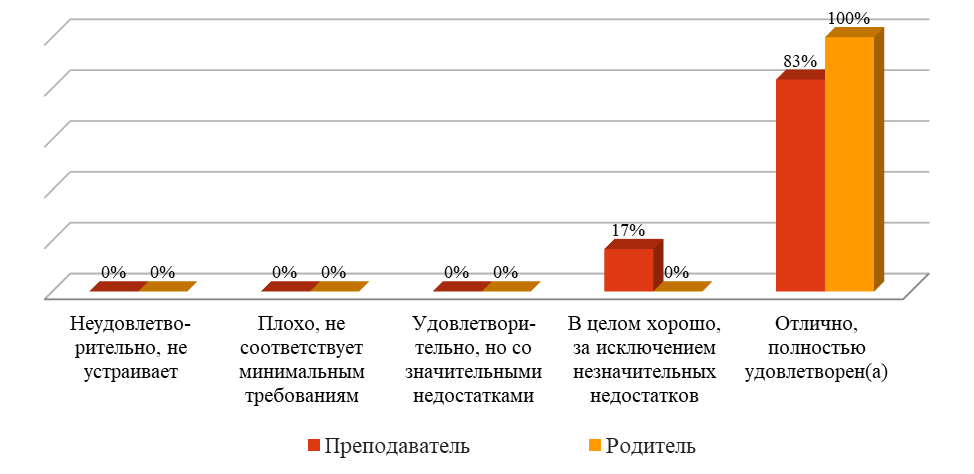 100%
83%
17%
0% 0% 0% 0% 0% 0% 0%
Неудовлетво-
рительно, не
устраивает
Плохо, не
соответствует
минимальным
требованиям
Удовлетвори-
тельно, но со
значительными
недостатками
В целом хорошо,
за исключением
незначительных
недостатков
Отлично,
полностью
удовлетворен(а)
Преподаватель
Родитель